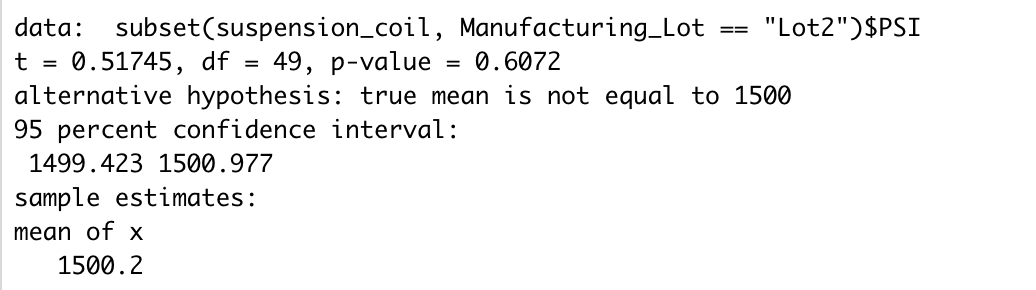 data:  subset(suspension_coil, Manufacturing_Lot == "Lot2")$PSI
t = 0.51745, df = 49, p-value = 0.6072
alternative hypothesis: true mean is not equal to 1500
95 percent confidence interval:
 1499.423 1500.977
sample estimates:
mean of x
   1500.2